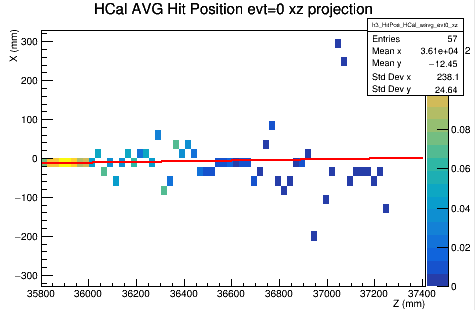 HCal AVG Hit Position evt=0 xz projection
Entries 57
Mean x 3.61e+04
Mean y −12.45
Std Dev x 238.1
Std Dev y 24.64
X (mm)
300
200
100
0
−100
−200
−300
35800 36000 36200 36400 36600 36800 37000 37200 37400
Z (mm)
0.08
0.06
0.04
0.02
0